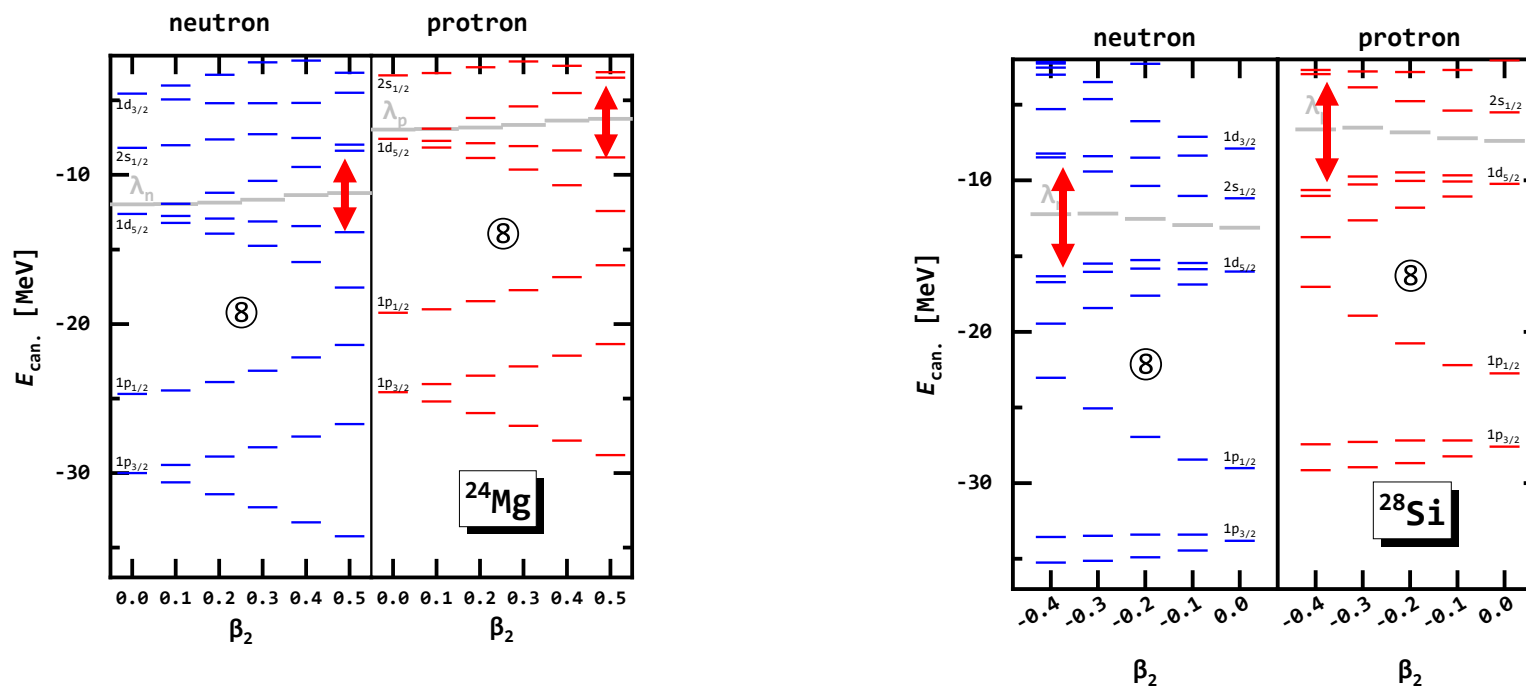 neutron protron
E_can. [MeV]
-10
-20
-30
1d3/2
2s1/2
λn
1d5/2
1p1/2
1p3/2
⑧
2s1/2
λp
1d5/2
1p1/2
1p3/2
⑧
²⁴Mg
0.0 0.1 0.2 0.3 0.4 0.5 0.0 0.1 0.2 0.3 0.4 0.5
β₂ β₂
neutron protron
E_can. [MeV]
-10
-20
-30
1d3/2
2s1/2
1d5/2
1p1/2
1p3/2
⑧
2s1/2
1d5/2
1p1/2
1p3/2
⑧
²⁸Si
-0.4 -0.3 -0.2 -0.1 0.0 -0.4 -0.3 -0.2 -0.1 0.0
β₂ β₂